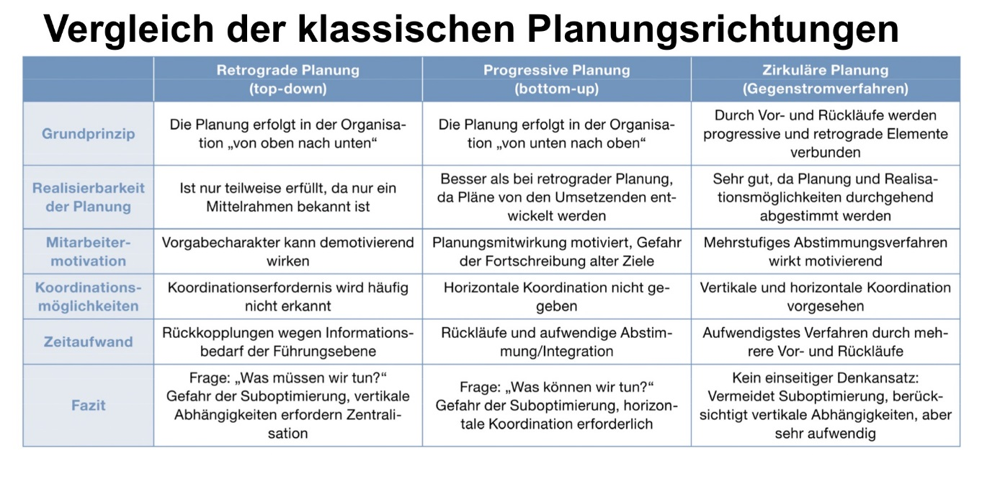 Vergleich der klassischen Planungsrichtungen
Retrograde Planung
(top-down)
Progressive Planung
(bottom-up)
Zirkuläre Planung
(Gegenstromverfahren)
Grundprinzip
Die Planung erfolgt in der Organisa-
tion „von oben nach unten“
Die Planung erfolgt in der Organisa-
tion „von unten nach oben“
Durch Vor- und Rückläufe werden
progressive und retrograde Elemente
verbunden
Realisierbarkeit
der Planung
Ist nur teilweise erfüllt, da nur ein
Mittelrahmen bekannt ist
Besser als bei retrograder Planung,
da Pläne von den Umsetzenden ent-
wickelt werden
Sehr gut, da Planung und Realisa-
tionsmöglichkeiten durchgehend
abgestimmt werden
Mitarbeiter-
motivation
Vorgabecharakter kann demotivierend
wirken
Planungsmitwirkung motiviert, Gefahr
der Fortschreibung alter Ziele
Mehrstufiges Abstimmungsverfahren
wirkt motivierend
Koordinations-
möglichkeiten
Koordinationserfordernis wird häufig
nicht erkannt
Horizontale Koordination nicht ge-
geben
Vertikale und horizontale Koordination
vorgesehen
Zeitaufwand
Rückkopplungen wegen Informations-
bedarf der Führungsebene
Rückläufe und aufwendige Abstim-
mung/Integration
Aufwendigstes Verfahren durch meh-
rere Vor- und Rückläufe
Fazit
Frage: „Was müssen wir tun?“
Gefahr der Suboptimierung, vertikale
Abhängigkeiten erfordern Zentrali-
sation
Frage: „Was können wir tun?“
Gefahr der Suboptimierung, horizon-
tale Koordination erforderlich
Kein einseitiger Denkansatz:
Vermeidet Suboptimierung, berück-
sichtigt vertikale Abhängigkeiten, aber
sehr aufwendig